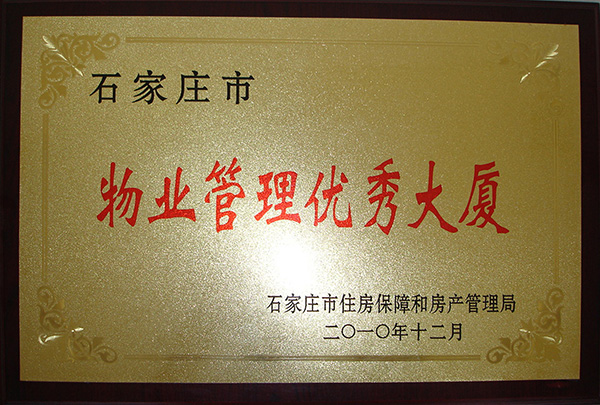 石家庄市
物业管理优秀大厦
石家庄市住房保障和房产管理局
二〇一〇年十二月